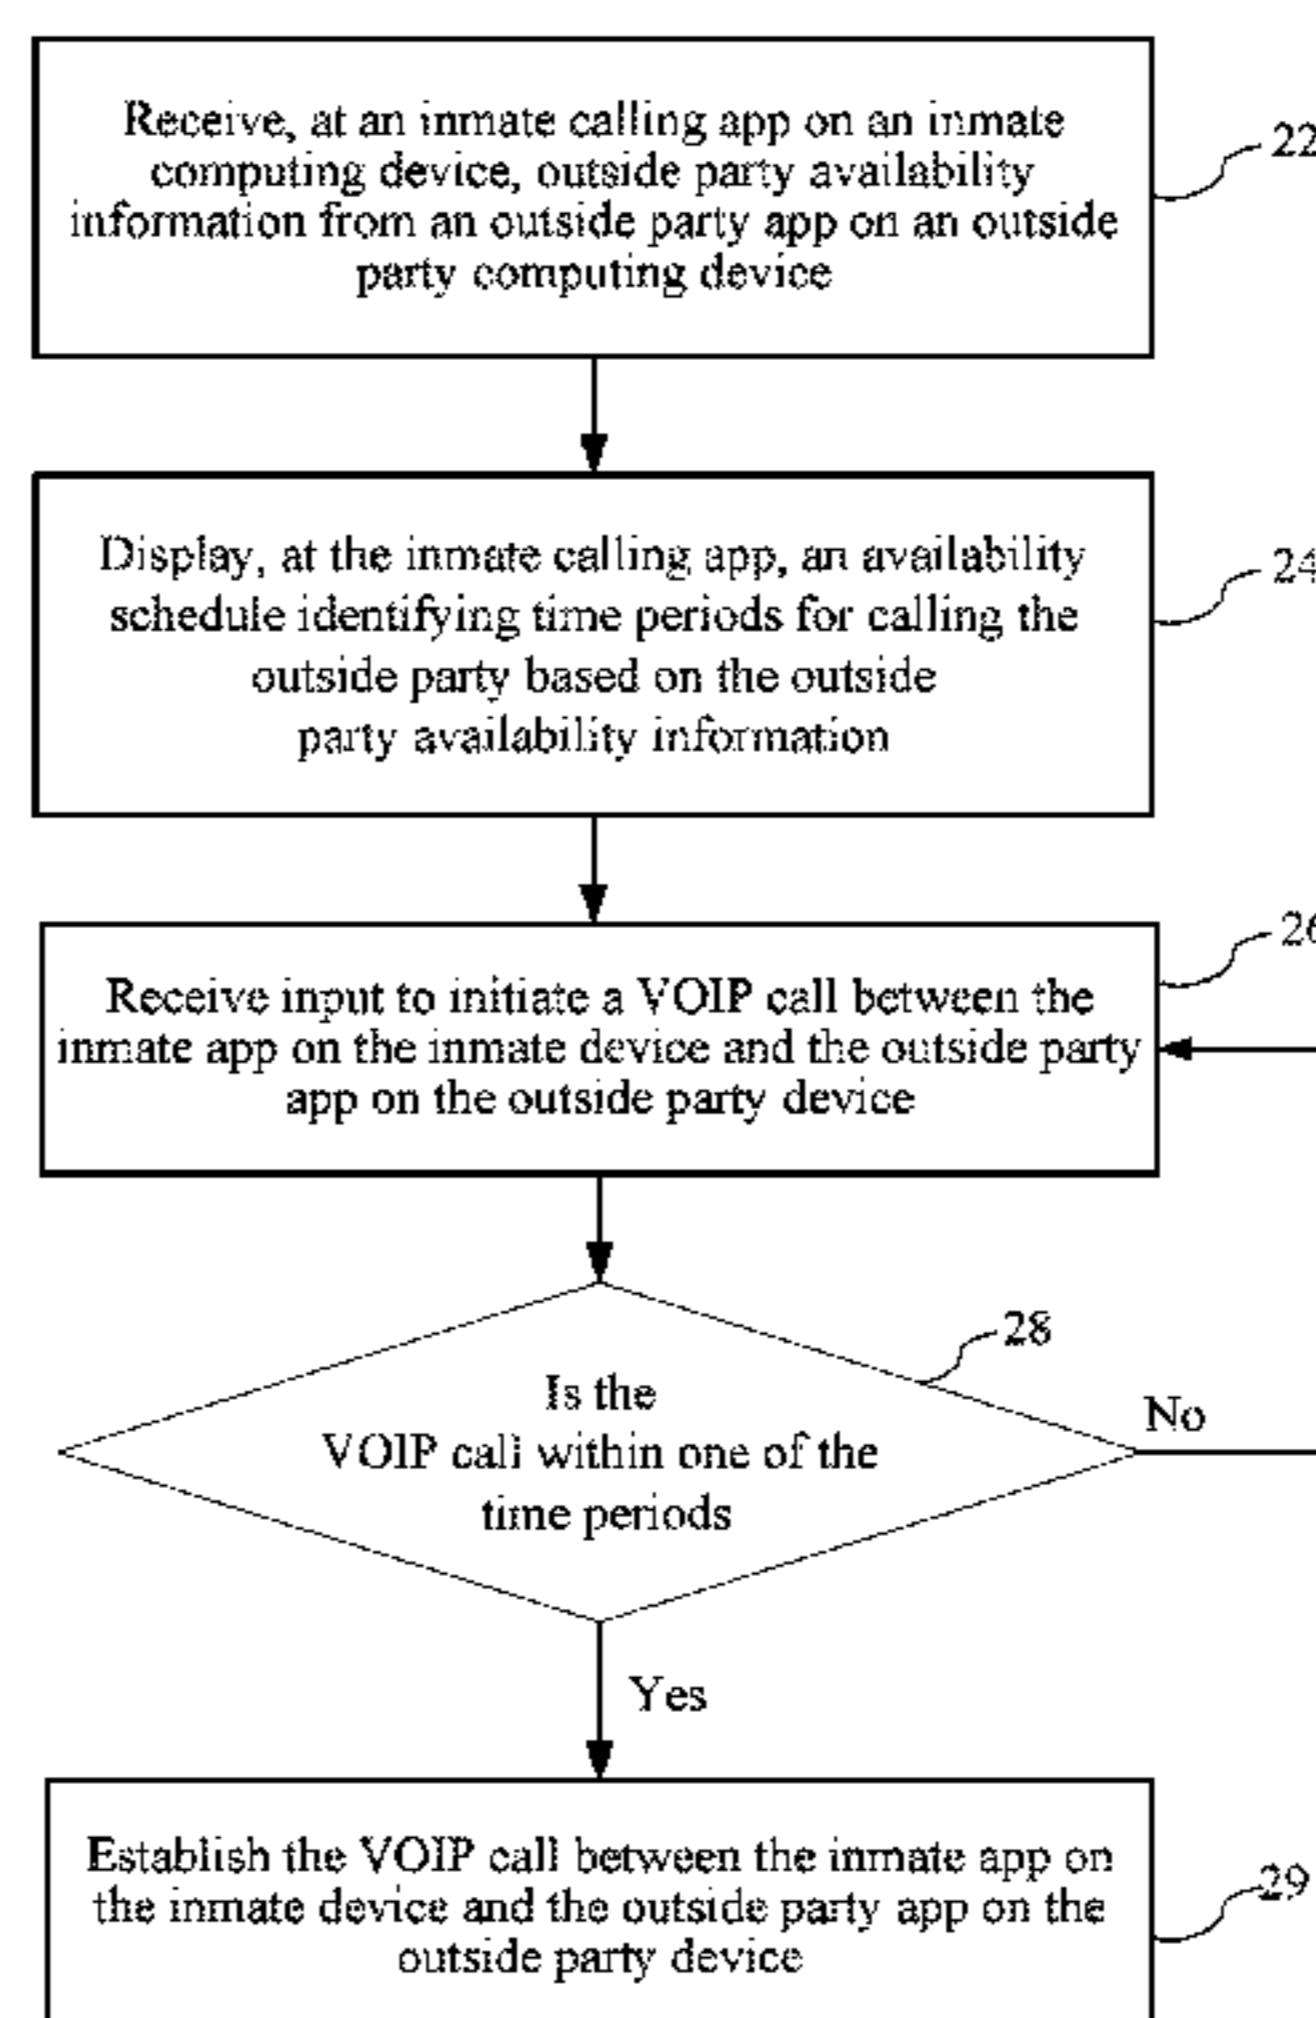 Receive, at an inmate calling app on an inmate
computing device, outside party availability
information from an outside party app on an outside
party computing device
22
Display, at the inmate calling app, an availability
schedule identifying time periods for calling the
outside party based on the outside
party availability information
24
Receive input to initiate a VOIP call between the
inmate app on the inmate device and the outside party
app on the outside party device
26
Is the
VOIP call within one of the
time periods
28
No
Yes
Establish the VOIP call between the inmate app on
the inmate device and the outside party app on the
outside party device
29